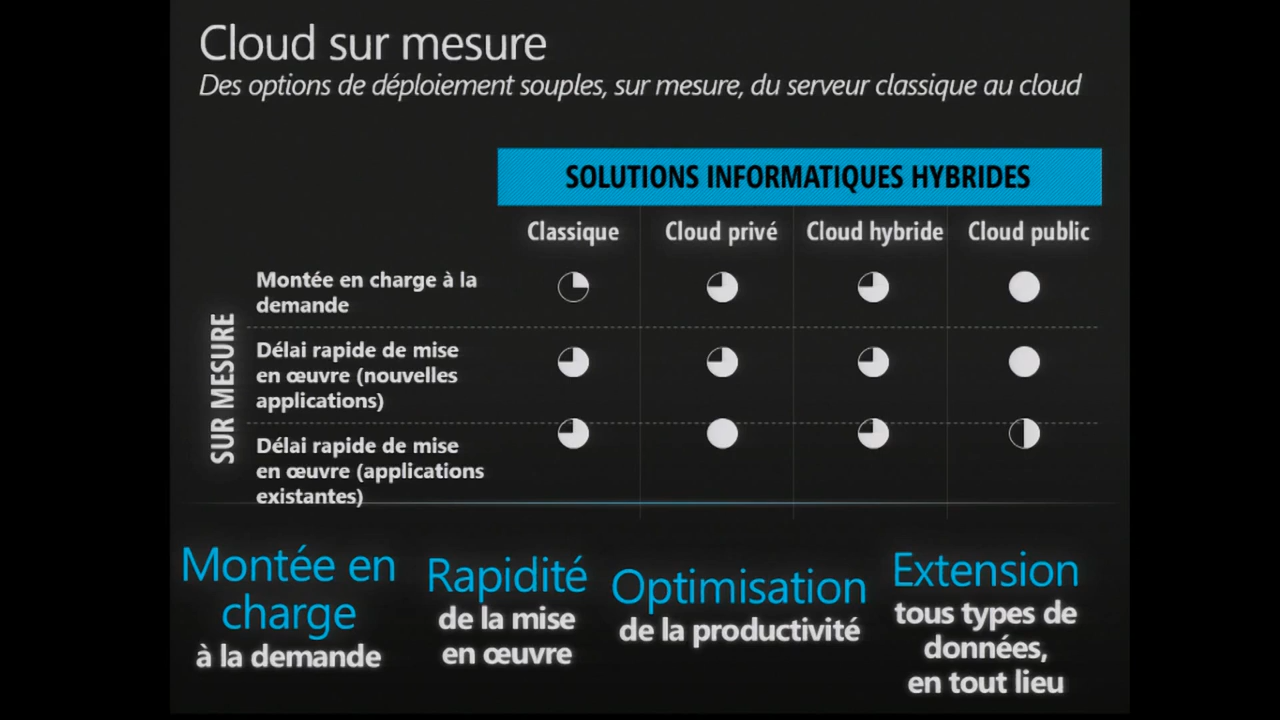 Cloud sur mesure
Des options de déploiement souples, sur mesure, du serveur classique au cloud
SOLUTIONS INFORMATIQUES HYBRIDES
Classique
Cloud privé
Cloud hybride
Cloud public
SUR MESURE
Montée en charge à la
demande
Délai rapide de mise
en œuvre (nouvelles
applications)
Délai rapide de mise
en œuvre (applications
existantes)
Montée en
charge
à la demande
Rapidité
de la mise
en œuvre
Optimisation
de la productivité
Extension
tous types de
données,
en tout lieu